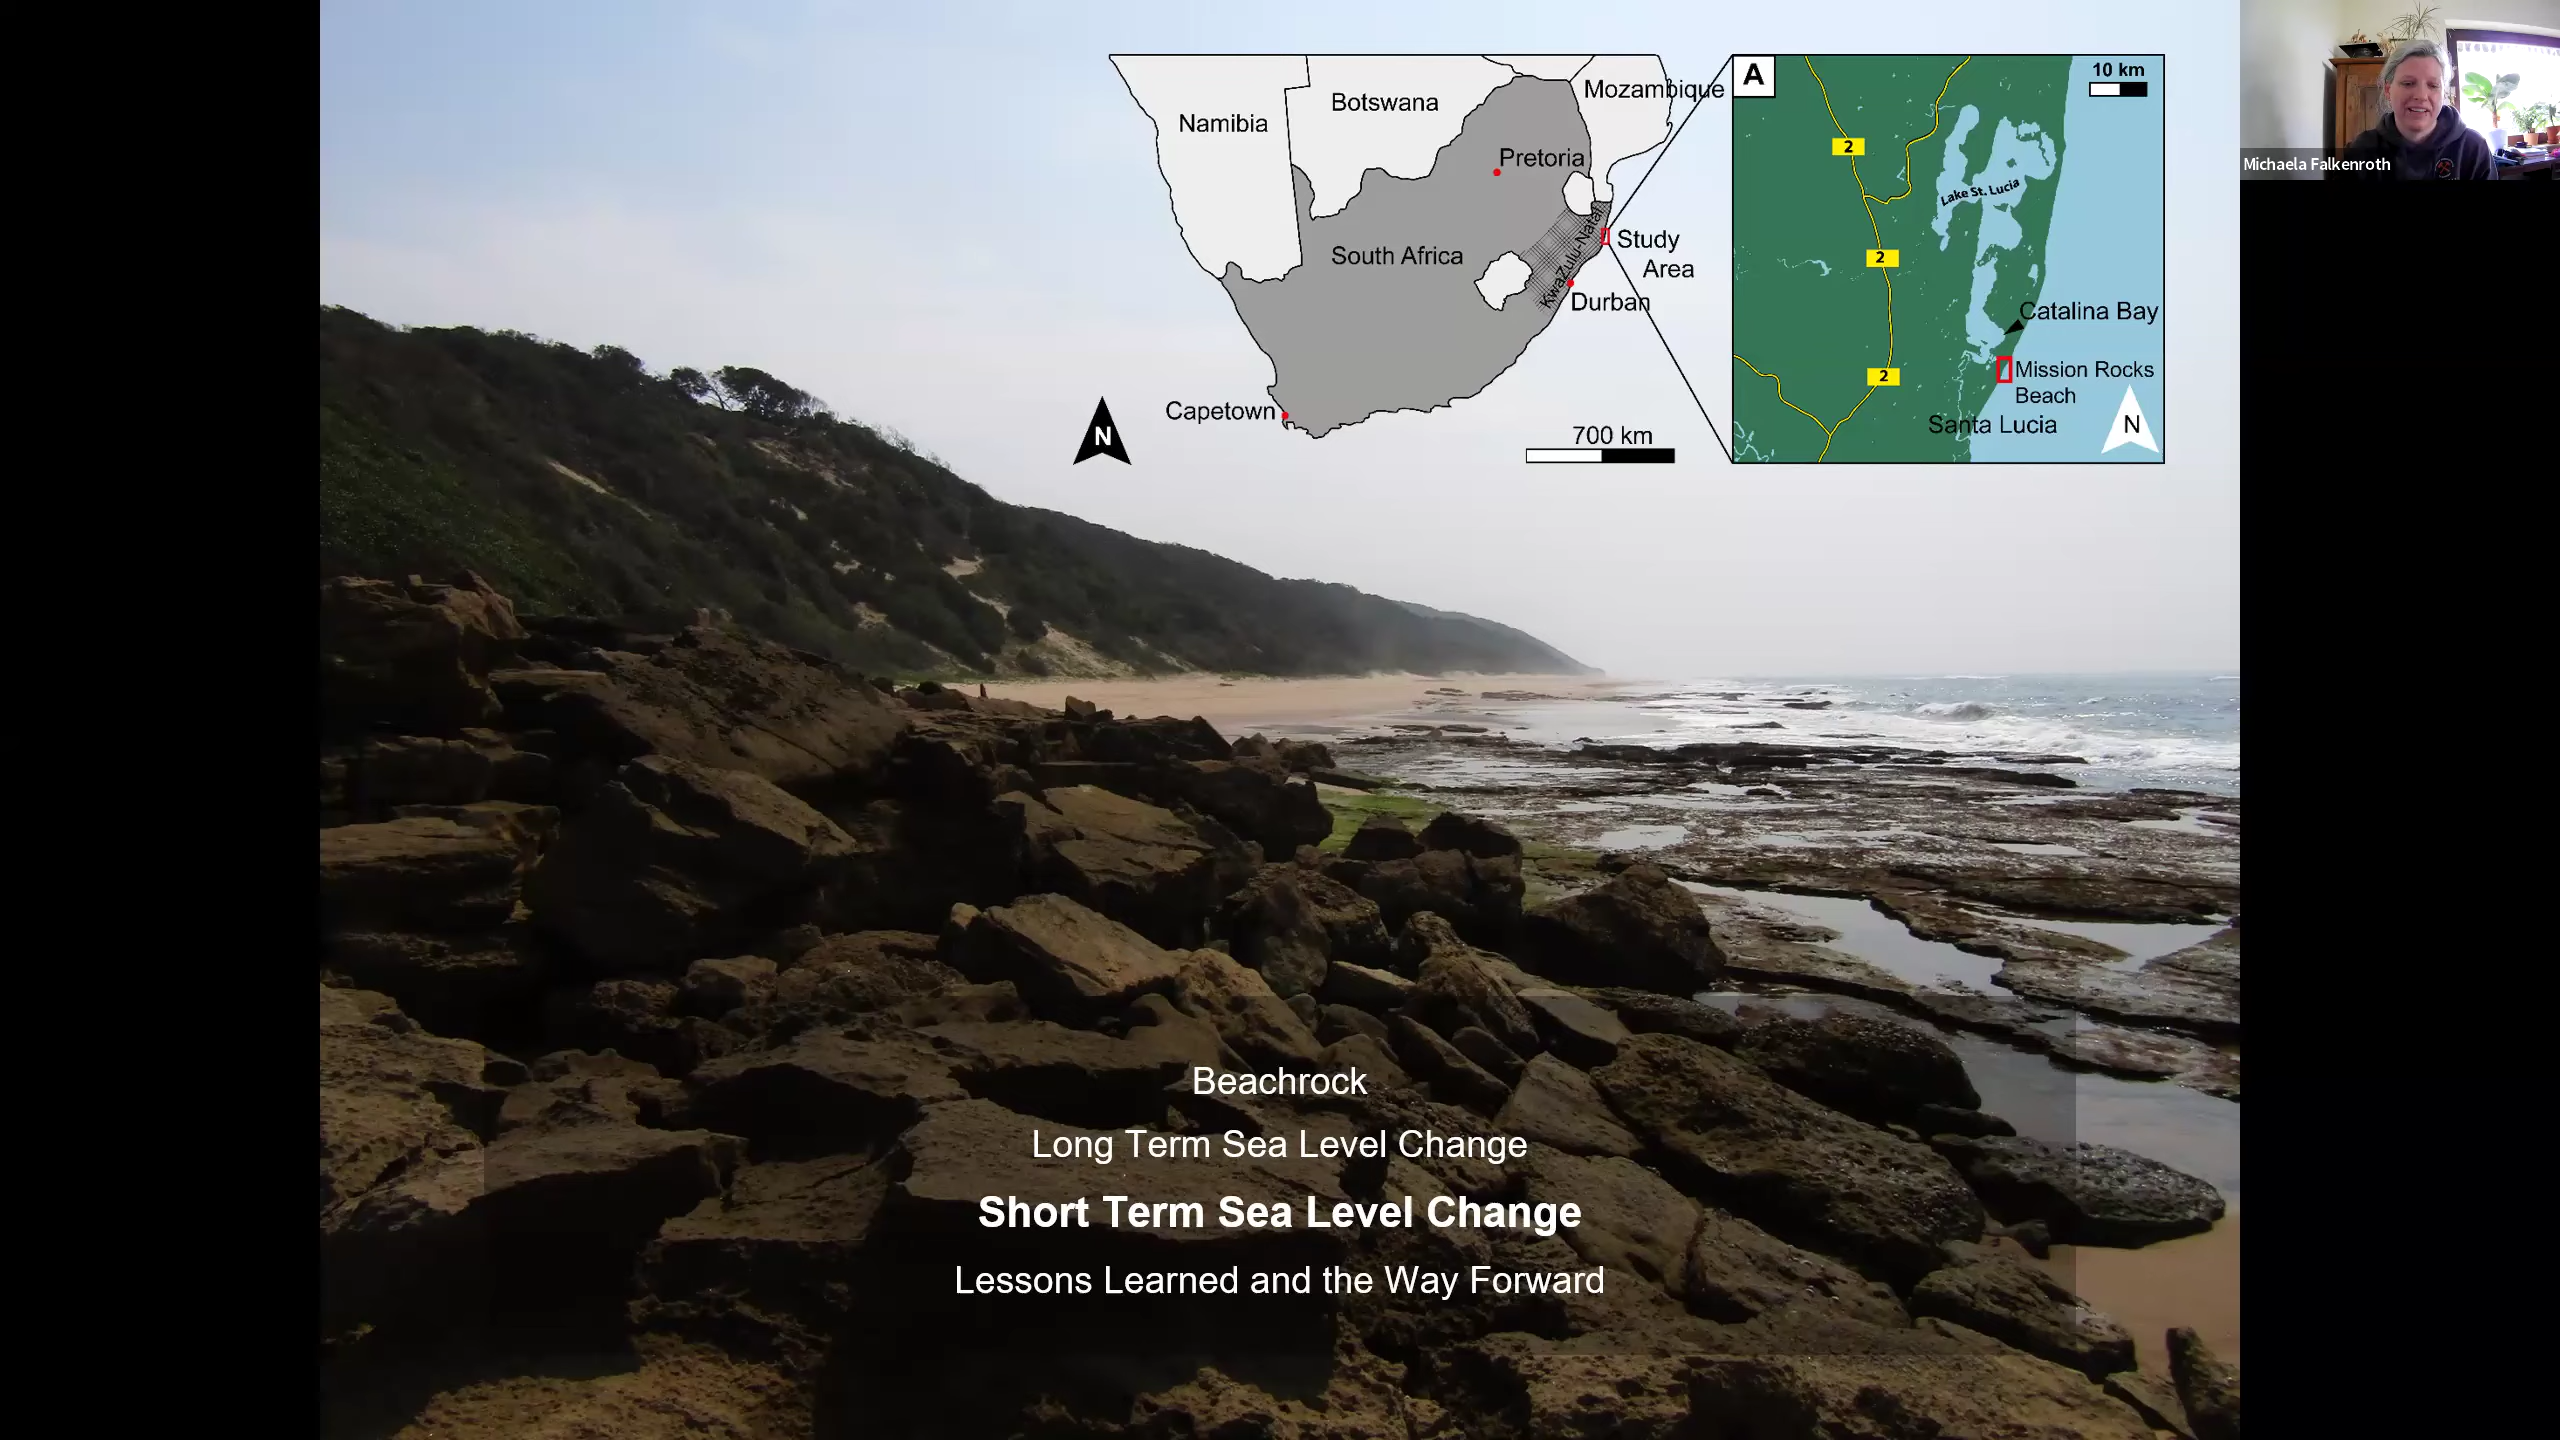 Namibia
Botswana
Mozambique
Pretoria
South Africa
KwaZulu-Natal
Study
Area
Durban
Capetown
N
700 km
A
10 km
2
Lake St. Lucia
2
Catalina Bay
2
Mission Rocks
Beach
Santa Lucia
N
Michaela Falkenroth
Beachrock
Long Term Sea Level Change
Short Term Sea Level Change
Lessons Learned and the Way Forward